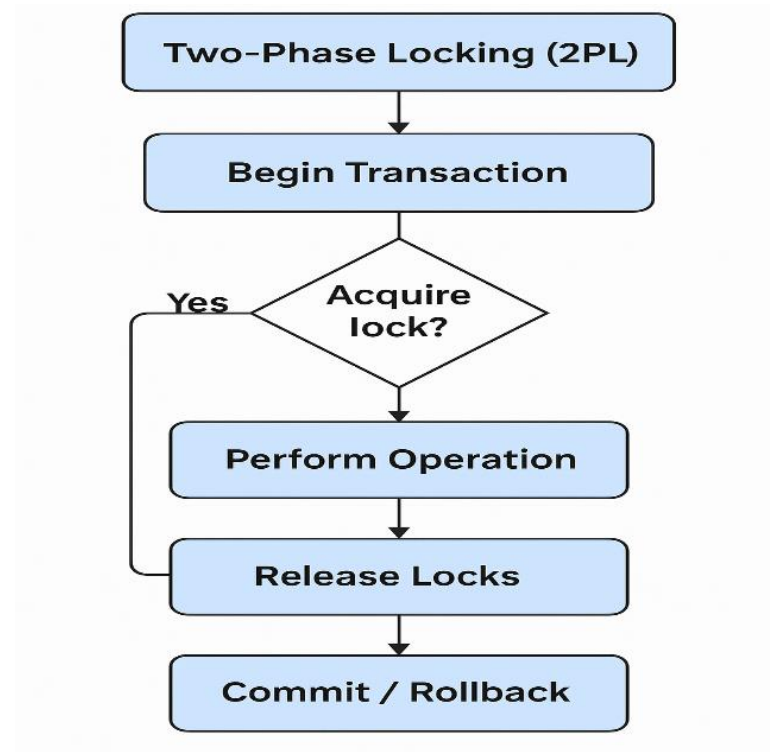 Two-Phase Locking (2PL)
Begin Transaction
Yes
Acquire
lock?
Perform Operation
Release Locks
Commit / Rollback